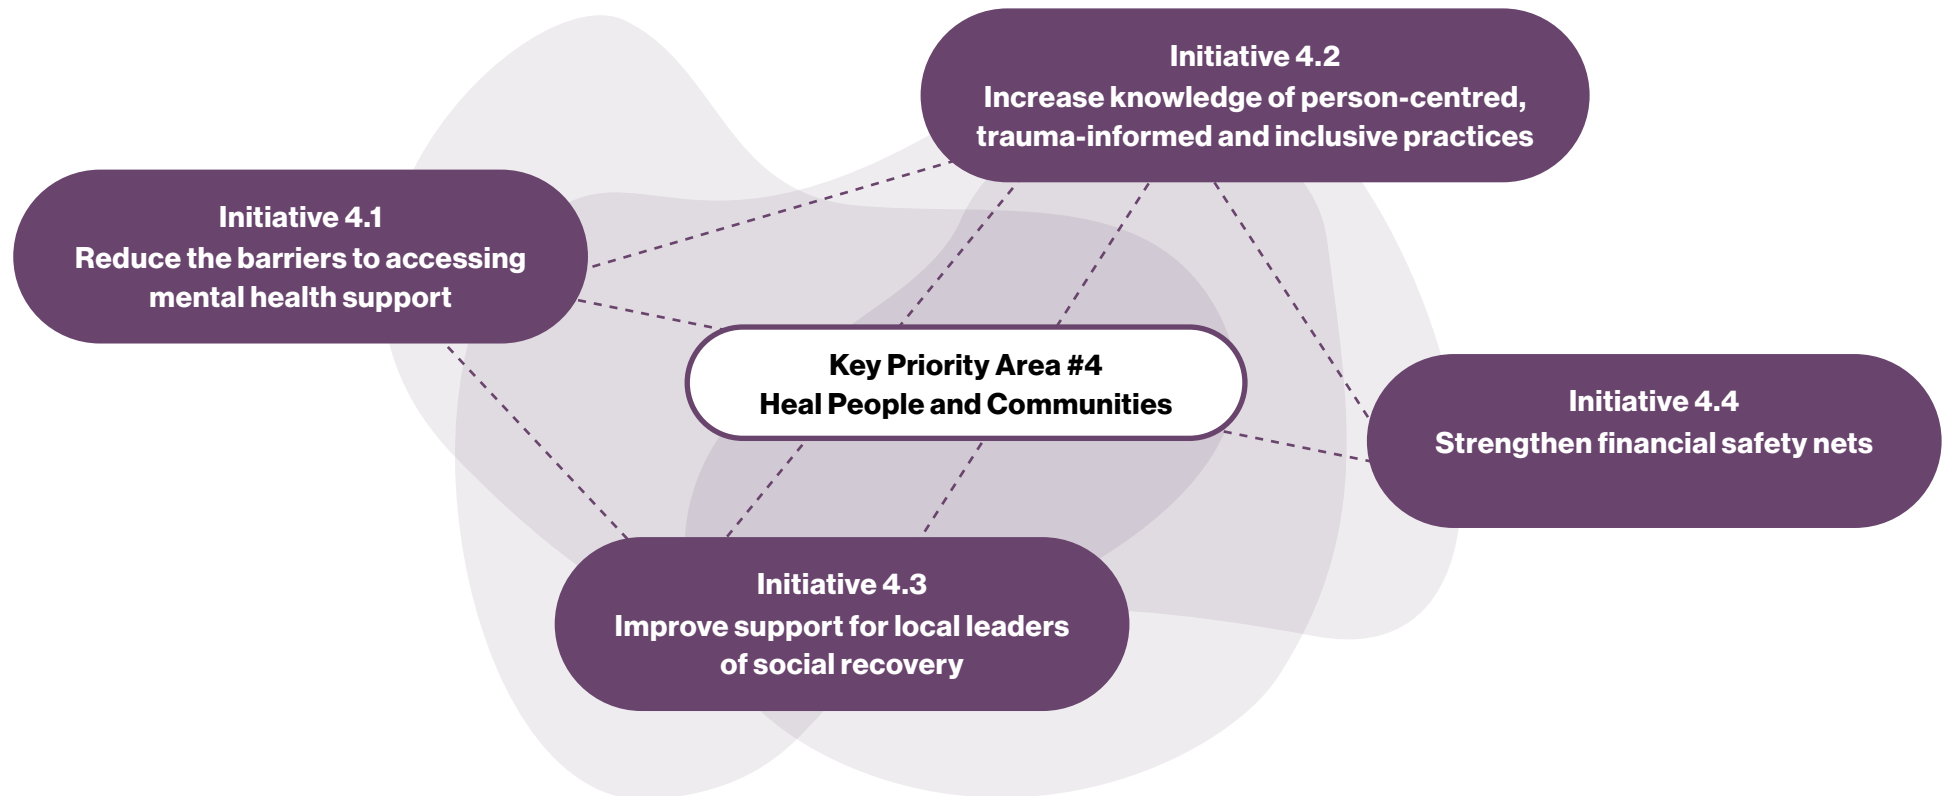 Initiative 4.2
Increase knowledge of person-centred,
trauma-informed and inclusive practices
Initiative 4.1
Reduce the barriers to accessing
mental health support
Key Priority Area #4
Heal People and Communities
Initiative 4.4
Strengthen financial safety nets
Initiative 4.3
Improve support for local leaders
of social recovery